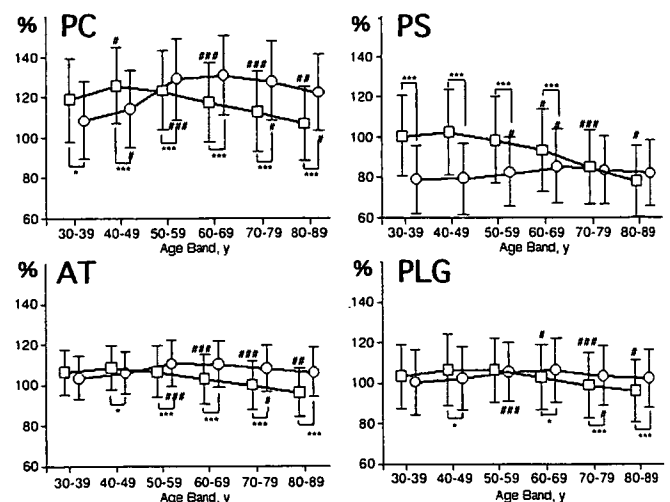 % PC
140
120
100
80
60
# ### ### ##
### # #
* *** *** *** *** ***
30-39 40-49 50-59 60-69 70-79 80-89
Age Band, y
% PS
140
120
100
80
60
*** *** *** ***
# # # ### #
30-39 40-49 50-59 60-69 70-79 80-89
Age Band, y
% AT
140
120
100
80
60
### ### ##
### #
* *** *** *** ***
30-39 40-49 50-59 60-69 70-79 80-89
Age Band, y
% PLG
140
120
100
80
60
# ### #
### #
* * *** ***
30-39 40-49 50-59 60-69 70-79 80-89
Age Band, y